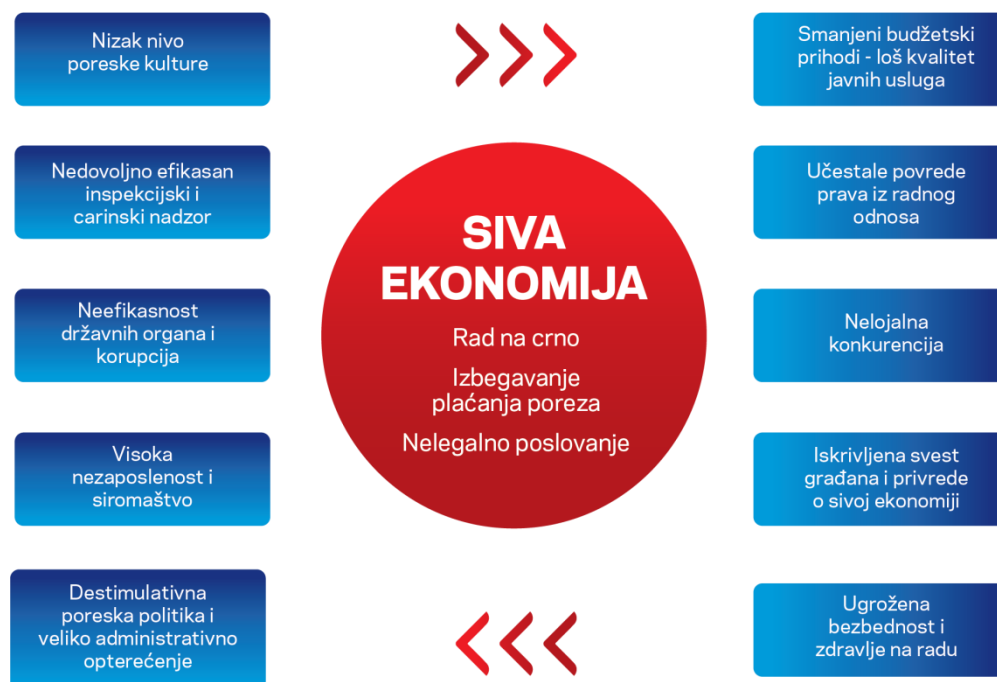 Nizak nivo
poreske kulture
Nedovoljno efikasan
inspekcijski i
carinski nadzor
Neefikasnost
državnih organa i
korupcija
Visoka
nezaposlenost i
siromaštvo
Destimulativna
poreska politika i
veliko administrativno
opterećenje
SIVA
EKONOMIJA
Rad na crno
Izbegavanje
plaćanja poreza
Nelegalno poslovanje
Smanjeni budžetski
prihodi - loš kvalitet
javnih usluga
Učestale povrede
prava iz radnog
odnosa
Nelojalna
konkurencija
Iskrivljena svest
građana i privrede
o sivoj ekonomiji
Ugrožena
bezbednost i
zdravlje na radu